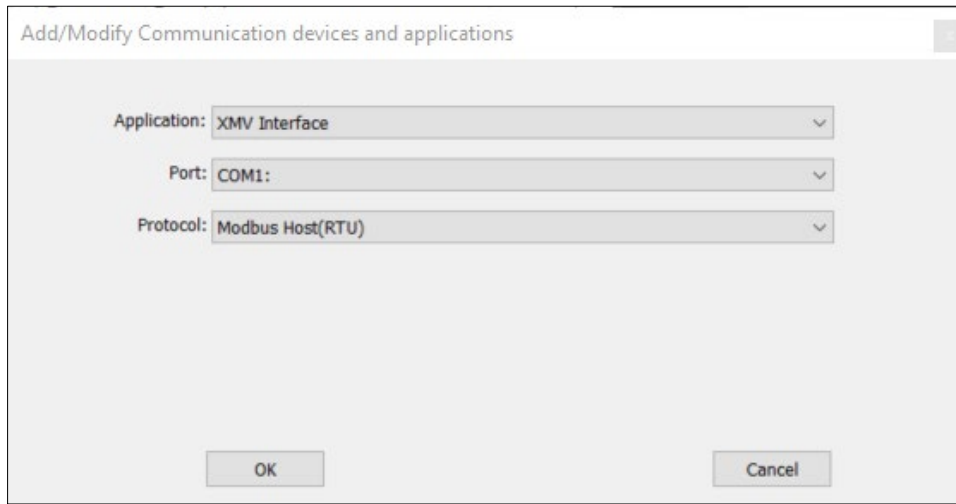 Add/Modify Communication devices and applications
Application: XMV Interface
Port: COM1:
Protocol: Modbus Host(RTU)
OK Cancel